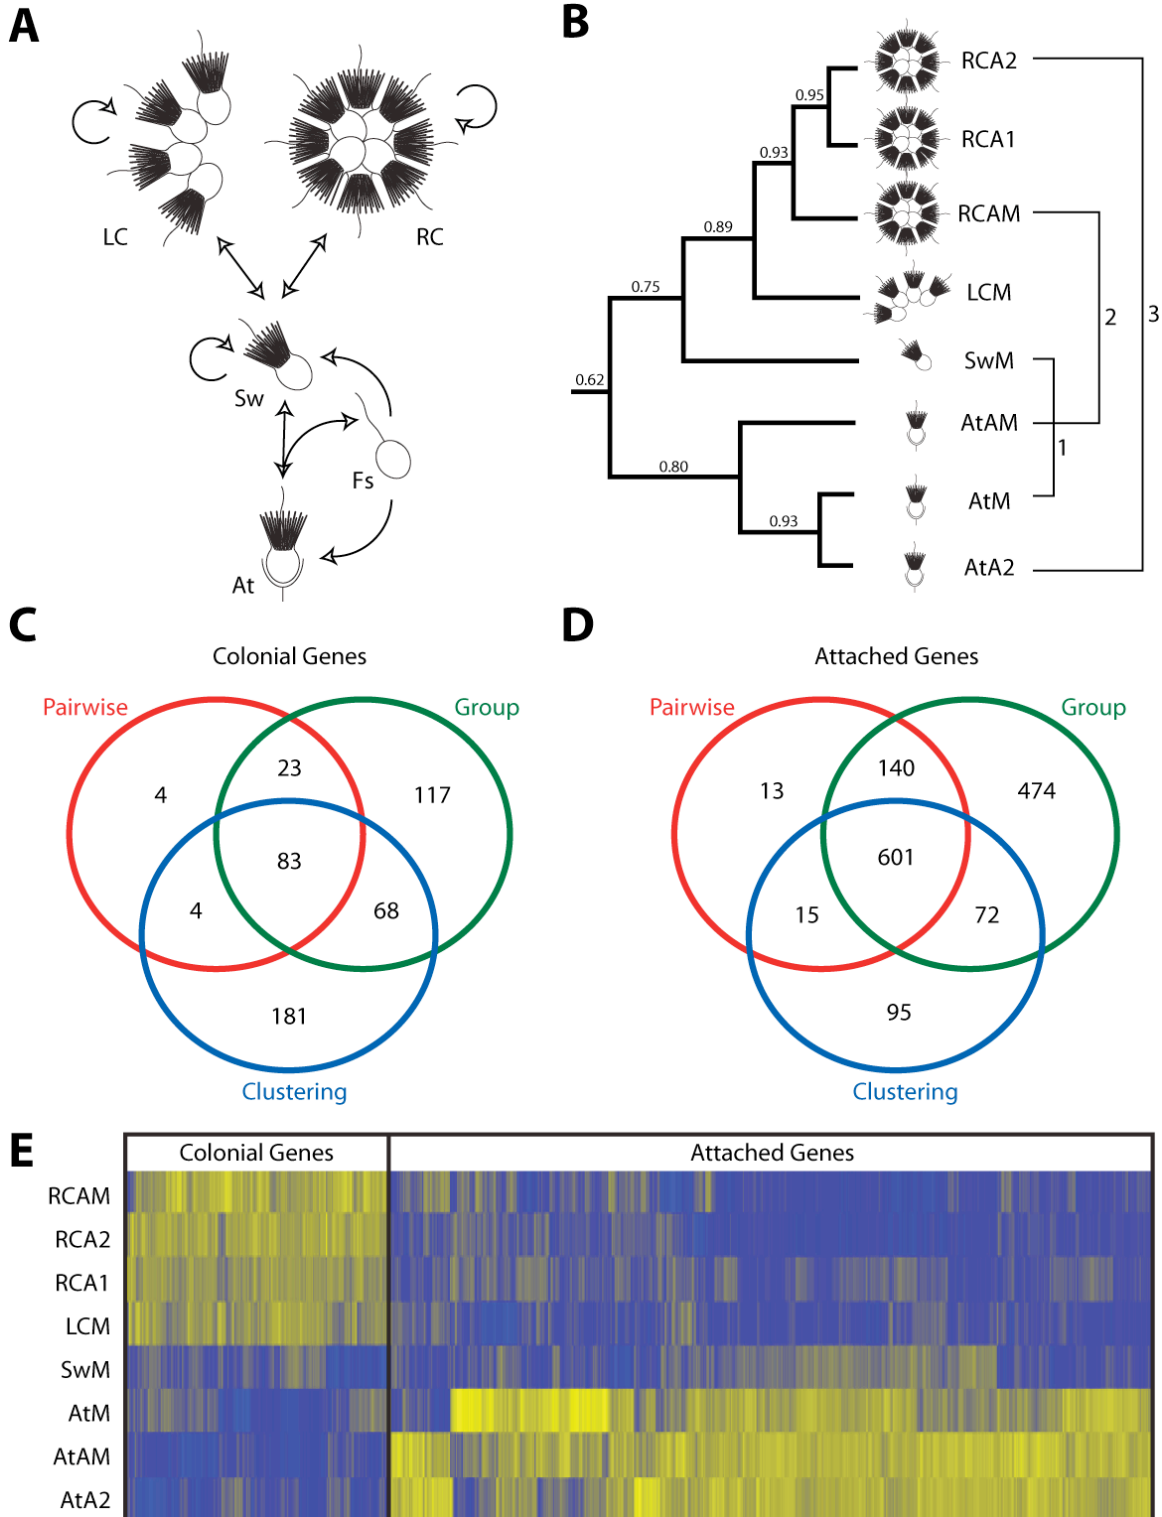 A
LC
RC
Sw
Fs
At
B
0.95
0.93
0.89
0.75
0.62
0.80
0.93
RCA2
RCA1
RCAM
LCM
SwM
AtAM
AtM
AtA2
1
2
3
C
Colonial Genes
Pairwise
Group
23
4
117
83
4
68
181
Clustering
D
Attached Genes
Pairwise
Group
140
13
474
601
15
72
95
Clustering
E
Colonial Genes
Attached Genes
RCAM
RCA2
RCA1
LCM
SwM
AtM
AtAM
AtA2